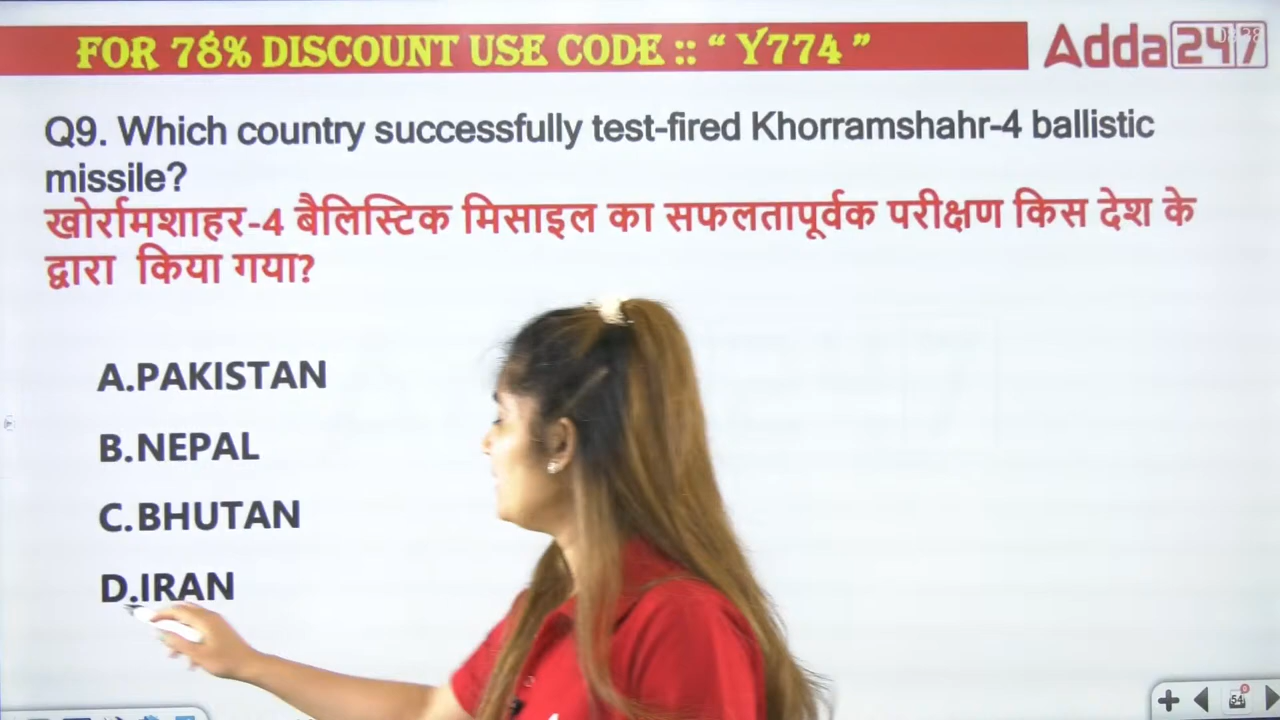 FOR 78% DISCOUNT USE CODE :: “ Y774 ”
Adda247
Q9. Which country successfully test-fired Khorramshahr-4 ballistic
missile?
खोर्रामशाहर-4 बैलिस्टिक मिसाइल का सफलतापूर्वक परीक्षण किस देश के
द्वारा किया गया?
A.PAKISTAN
B.NEPAL
C.BHUTAN
D.IRAN
54